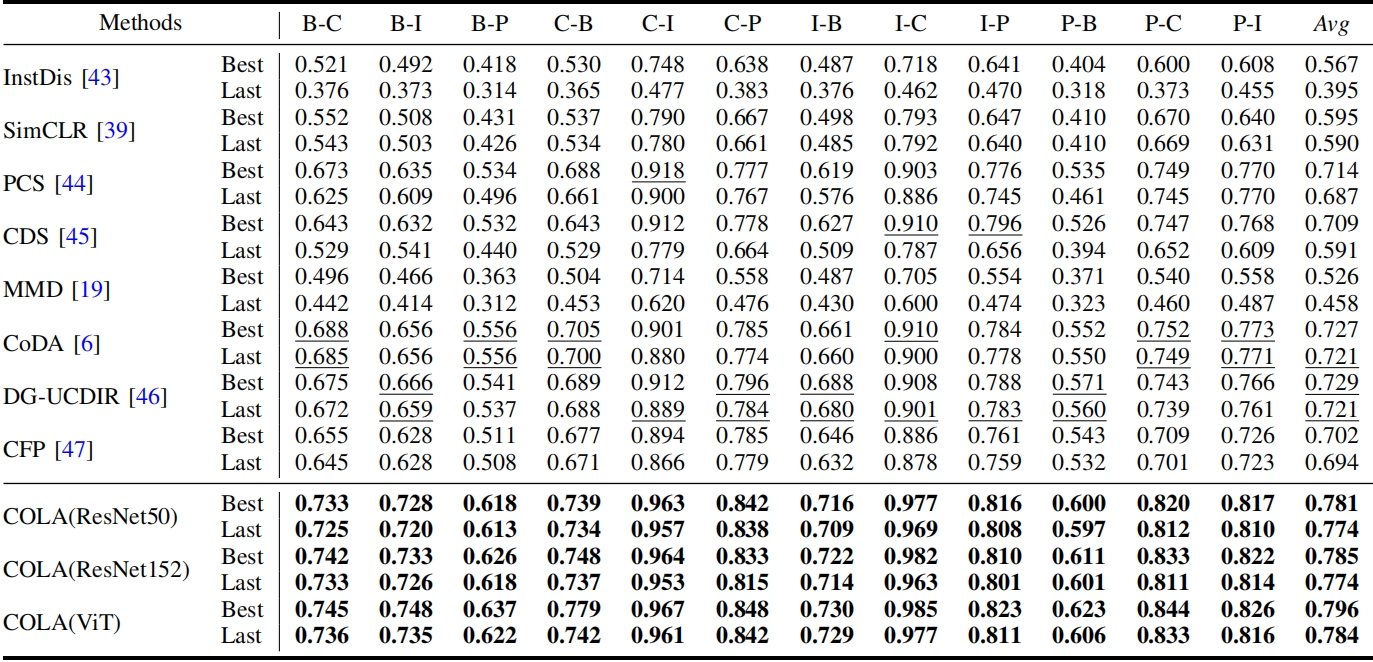 Methods B-C B-I B-P C-B C-I C-P I-B I-C I-P P-B P-C P-I Avg
InstDis [43] Best 0.521 0.492 0.418 0.530 0.748 0.638 0.487 0.718 0.641 0.404 0.600 0.608 0.567
Last 0.376 0.373 0.314 0.365 0.477 0.383 0.376 0.462 0.470 0.318 0.373 0.455 0.395
SimCLR [39] Best 0.552 0.508 0.431 0.537 0.790 0.667 0.498 0.793 0.647 0.410 0.670 0.640 0.595
Last 0.543 0.503 0.426 0.534 0.780 0.661 0.485 0.792 0.640 0.410 0.669 0.631 0.590
PCS [44] Best 0.673 0.635 0.534 0.688 0.918 0.777 0.619 0.903 0.776 0.535 0.749 0.770 0.714
Last 0.625 0.609 0.496 0.661 0.900 0.767 0.576 0.886 0.745 0.461 0.745 0.770 0.687
CDS [45] Best 0.643 0.632 0.532 0.643 0.912 0.778 0.627 0.910 0.796 0.526 0.747 0.768 0.709
Last 0.529 0.541 0.440 0.529 0.779 0.664 0.509 0.787 0.656 0.394 0.652 0.609 0.591
MMD [19] Best 0.496 0.466 0.363 0.504 0.714 0.558 0.487 0.705 0.554 0.371 0.540 0.558 0.526
Last 0.442 0.414 0.312 0.453 0.620 0.476 0.430 0.600 0.474 0.323 0.460 0.487 0.458
CoDA [6] Best 0.688 0.656 0.556 0.705 0.901 0.785 0.661 0.910 0.784 0.552 0.752 0.773 0.727
Last 0.685 0.656 0.556 0.700 0.880 0.774 0.660 0.900 0.778 0.550 0.749 0.771 0.721
DG-UCDIR [46] Best 0.675 0.666 0.541 0.689 0.912 0.796 0.688 0.908 0.788 0.571 0.743 0.766 0.729
Last 0.672 0.659 0.537 0.688 0.889 0.784 0.680 0.901 0.783 0.560 0.739 0.761 0.721
CFP [47] Best 0.655 0.628 0.511 0.677 0.894 0.785 0.646 0.886 0.761 0.543 0.709 0.726 0.702
Last 0.645 0.628 0.508 0.671 0.866 0.779 0.632 0.878 0.759 0.532 0.701 0.723 0.694
COLA(ResNet50) Best 0.733 0.728 0.618 0.739 0.963 0.842 0.716 0.977 0.816 0.600 0.820 0.817 0.781
Last 0.725 0.720 0.613 0.734 0.957 0.838 0.709 0.969 0.808 0.597 0.812 0.810 0.774
COLA(ResNet152) Best 0.742 0.733 0.626 0.748 0.964 0.833 0.722 0.982 0.810 0.611 0.833 0.822 0.785
Last 0.733 0.726 0.618 0.737 0.953 0.815 0.714 0.963 0.801 0.601 0.811 0.814 0.774
COLA(ViT) Best 0.745 0.748 0.637 0.779 0.967 0.848 0.730 0.985 0.823 0.623 0.844 0.826 0.796
Last 0.736 0.735 0.622 0.742 0.961 0.842 0.729 0.977 0.811 0.606 0.833 0.816 0.784